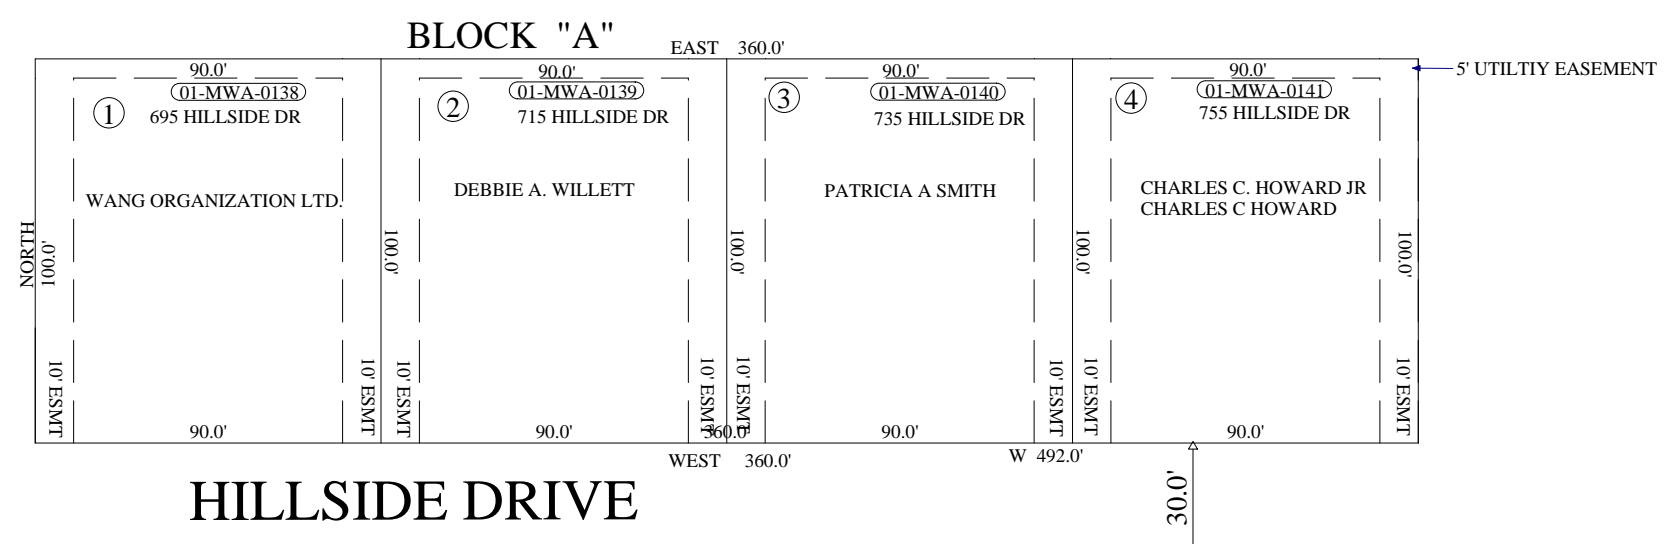 BLOCK "A"
EAST 360.0'
90.0'
90.0'
90.0'
90.0'
5' UTILTIY EASEMENT
1
01-MWA-0138
695 HILLSIDE DR
2
01-MWA-0139
715 HILLSIDE DR
3
01-MWA-0140
735 HILLSIDE DR
4
01-MWA-0141
755 HILLSIDE DR
WANG ORGANIZATION LTD.
DEBBIE A. WILLETT
PATRICIA A SMITH
CHARLES C. HOWARD JR
CHARLES C HOWARD
NORTH
100.0'
100.0'
100.0'
100.0'
100.0'
10' ESMT
10' ESMT
10' ESMT
10' ESMT
10' ESMT
10' ESMT
10' ESMT
10' ESMT
90.0'
90.0'
360.0'
90.0'
90.0'
WEST 360.0'
W 492.0'
HILLSIDE DRIVE
30.0'